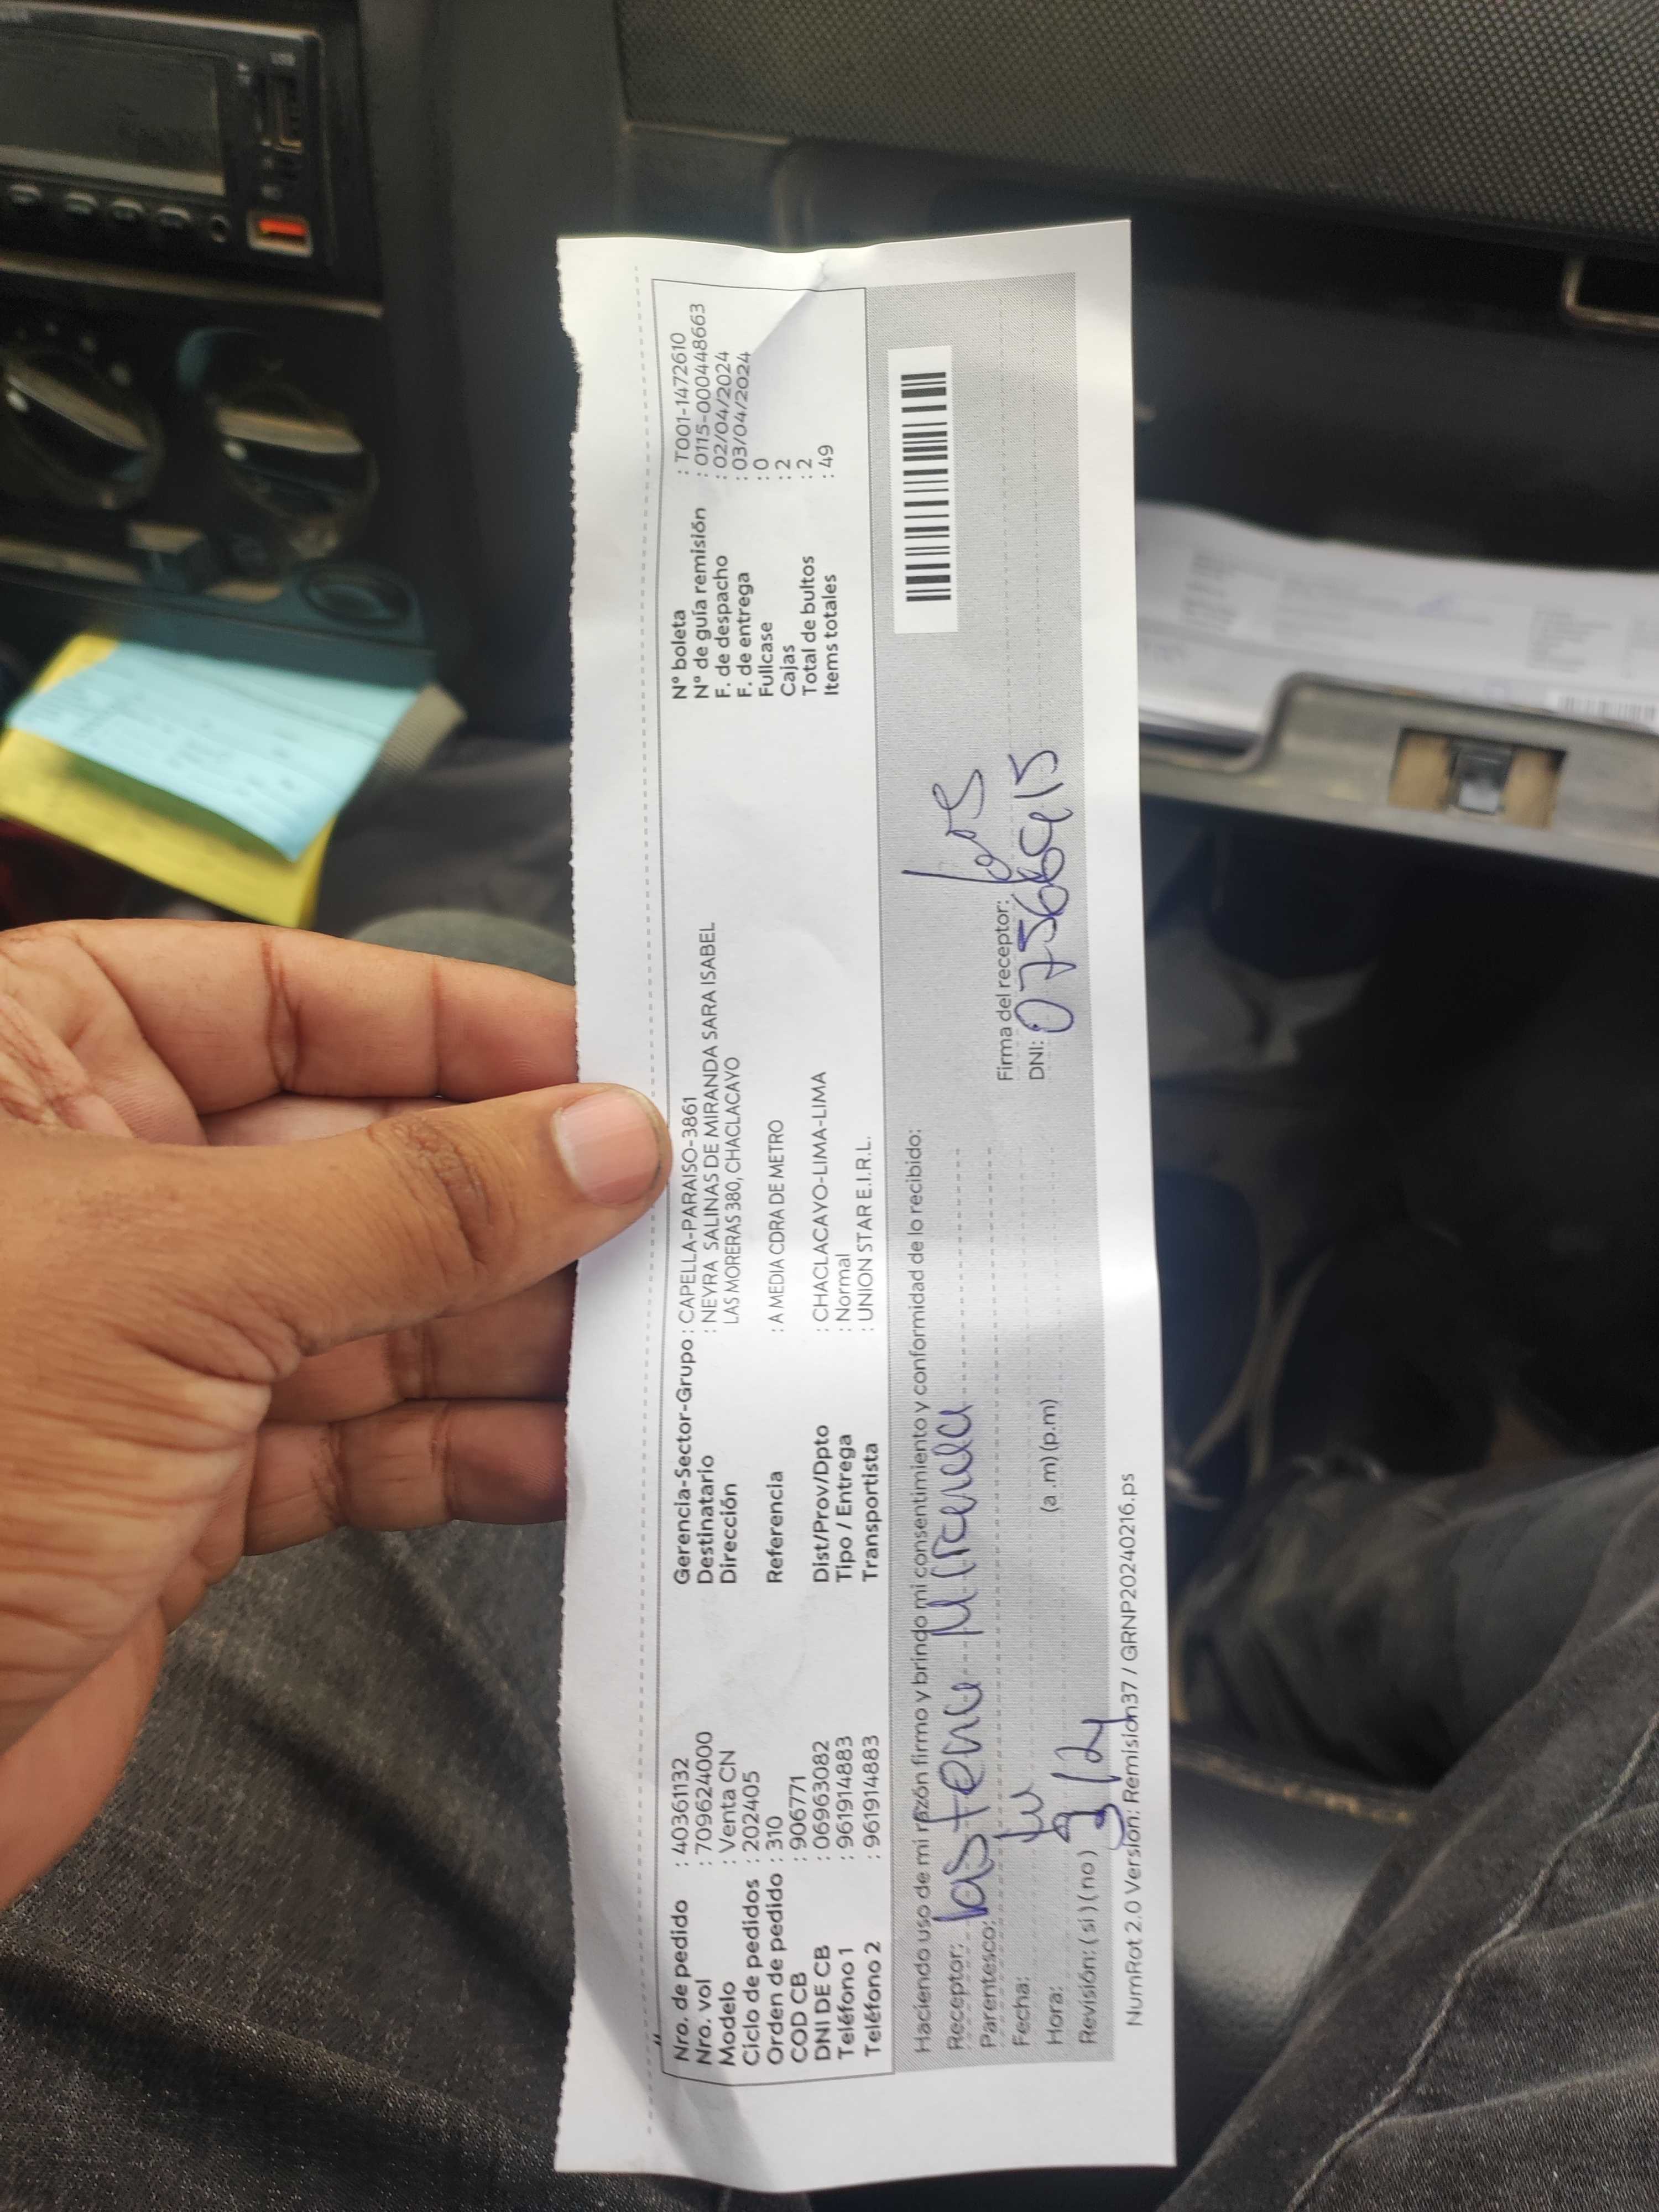 Nro. de pedido : 40361132
Nro. vol : 709624000
Modelo : Venta CN
Ciclo de pedidos : 202405
Orden de pedido : 310
COD CB : 906771
DNI DE CB : 06963082
Teléfono 1 : 961914883
Teléfono 2 : 961914883
Gerencia-Sector-Grupo : CAPELLA-PARAISO-3861
Destinatario : NEYRA SALINAS DE MIRANDA SARA ISABEL
Dirección LAS MORERAS 380, CHACLACAYO
Referencia : A MEDIA CDRA DE METRO
Dist/Prov/Dpto : CHACLACAYO-LIMA-LIMA
Tipo / Entrega : Normal
Transportista : UNION STAR E.I.R.L.
N° boleta : T001-1472610
N° de guía remisión : 0115-0000448663
F. de despacho : 02/04/2024
F. de entrega : 03/04/2024
Fullcase : 0
Cajas : 2
Total de bultos : 2
Items totales : 49
Haciendo uso de mi razón firmo y brindo mi consentimiento y conformidad de lo recibido:
Receptor: Miranda
Parentesco:
Fecha:
Hora: (a .m) (p.m)
Revisión: ( sí ) ( no )
Firma del receptor:
DNI:
NumRot 2.0 Versión: Remision37 / GRNP20240216.ps